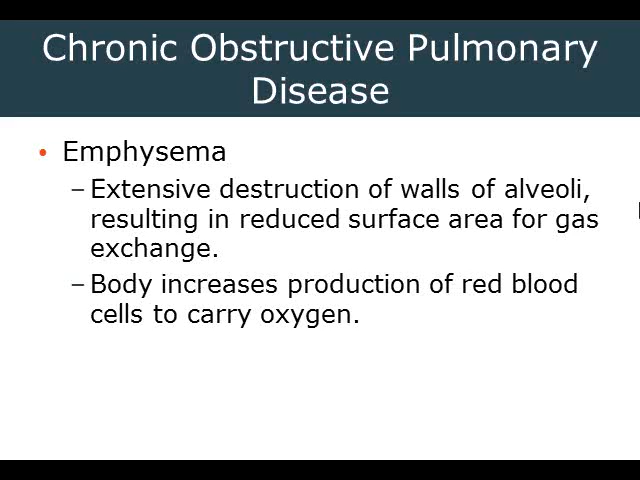 Chronic Obstructive Pulmonary
Disease
• Emphysema
– Extensive destruction of walls of alveoli,
resulting in reduced surface area for gas
exchange.
– Body increases production of red blood
cells to carry oxygen.